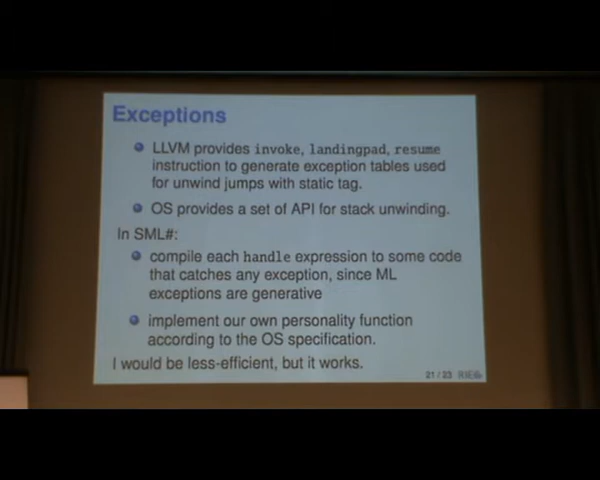 Exceptions
LLVM provides invoke, landingpad, resume
instruction to generate exception tables used
for unwind jumps with static tag.
OS provides a set of API for stack unwinding.
In SML#:
compile each handle expression to some code
that catches any exception, since ML
exceptions are generative
implement our own personality function
according to the OS specification.
I would be less-efficient, but it works.
21 / 23